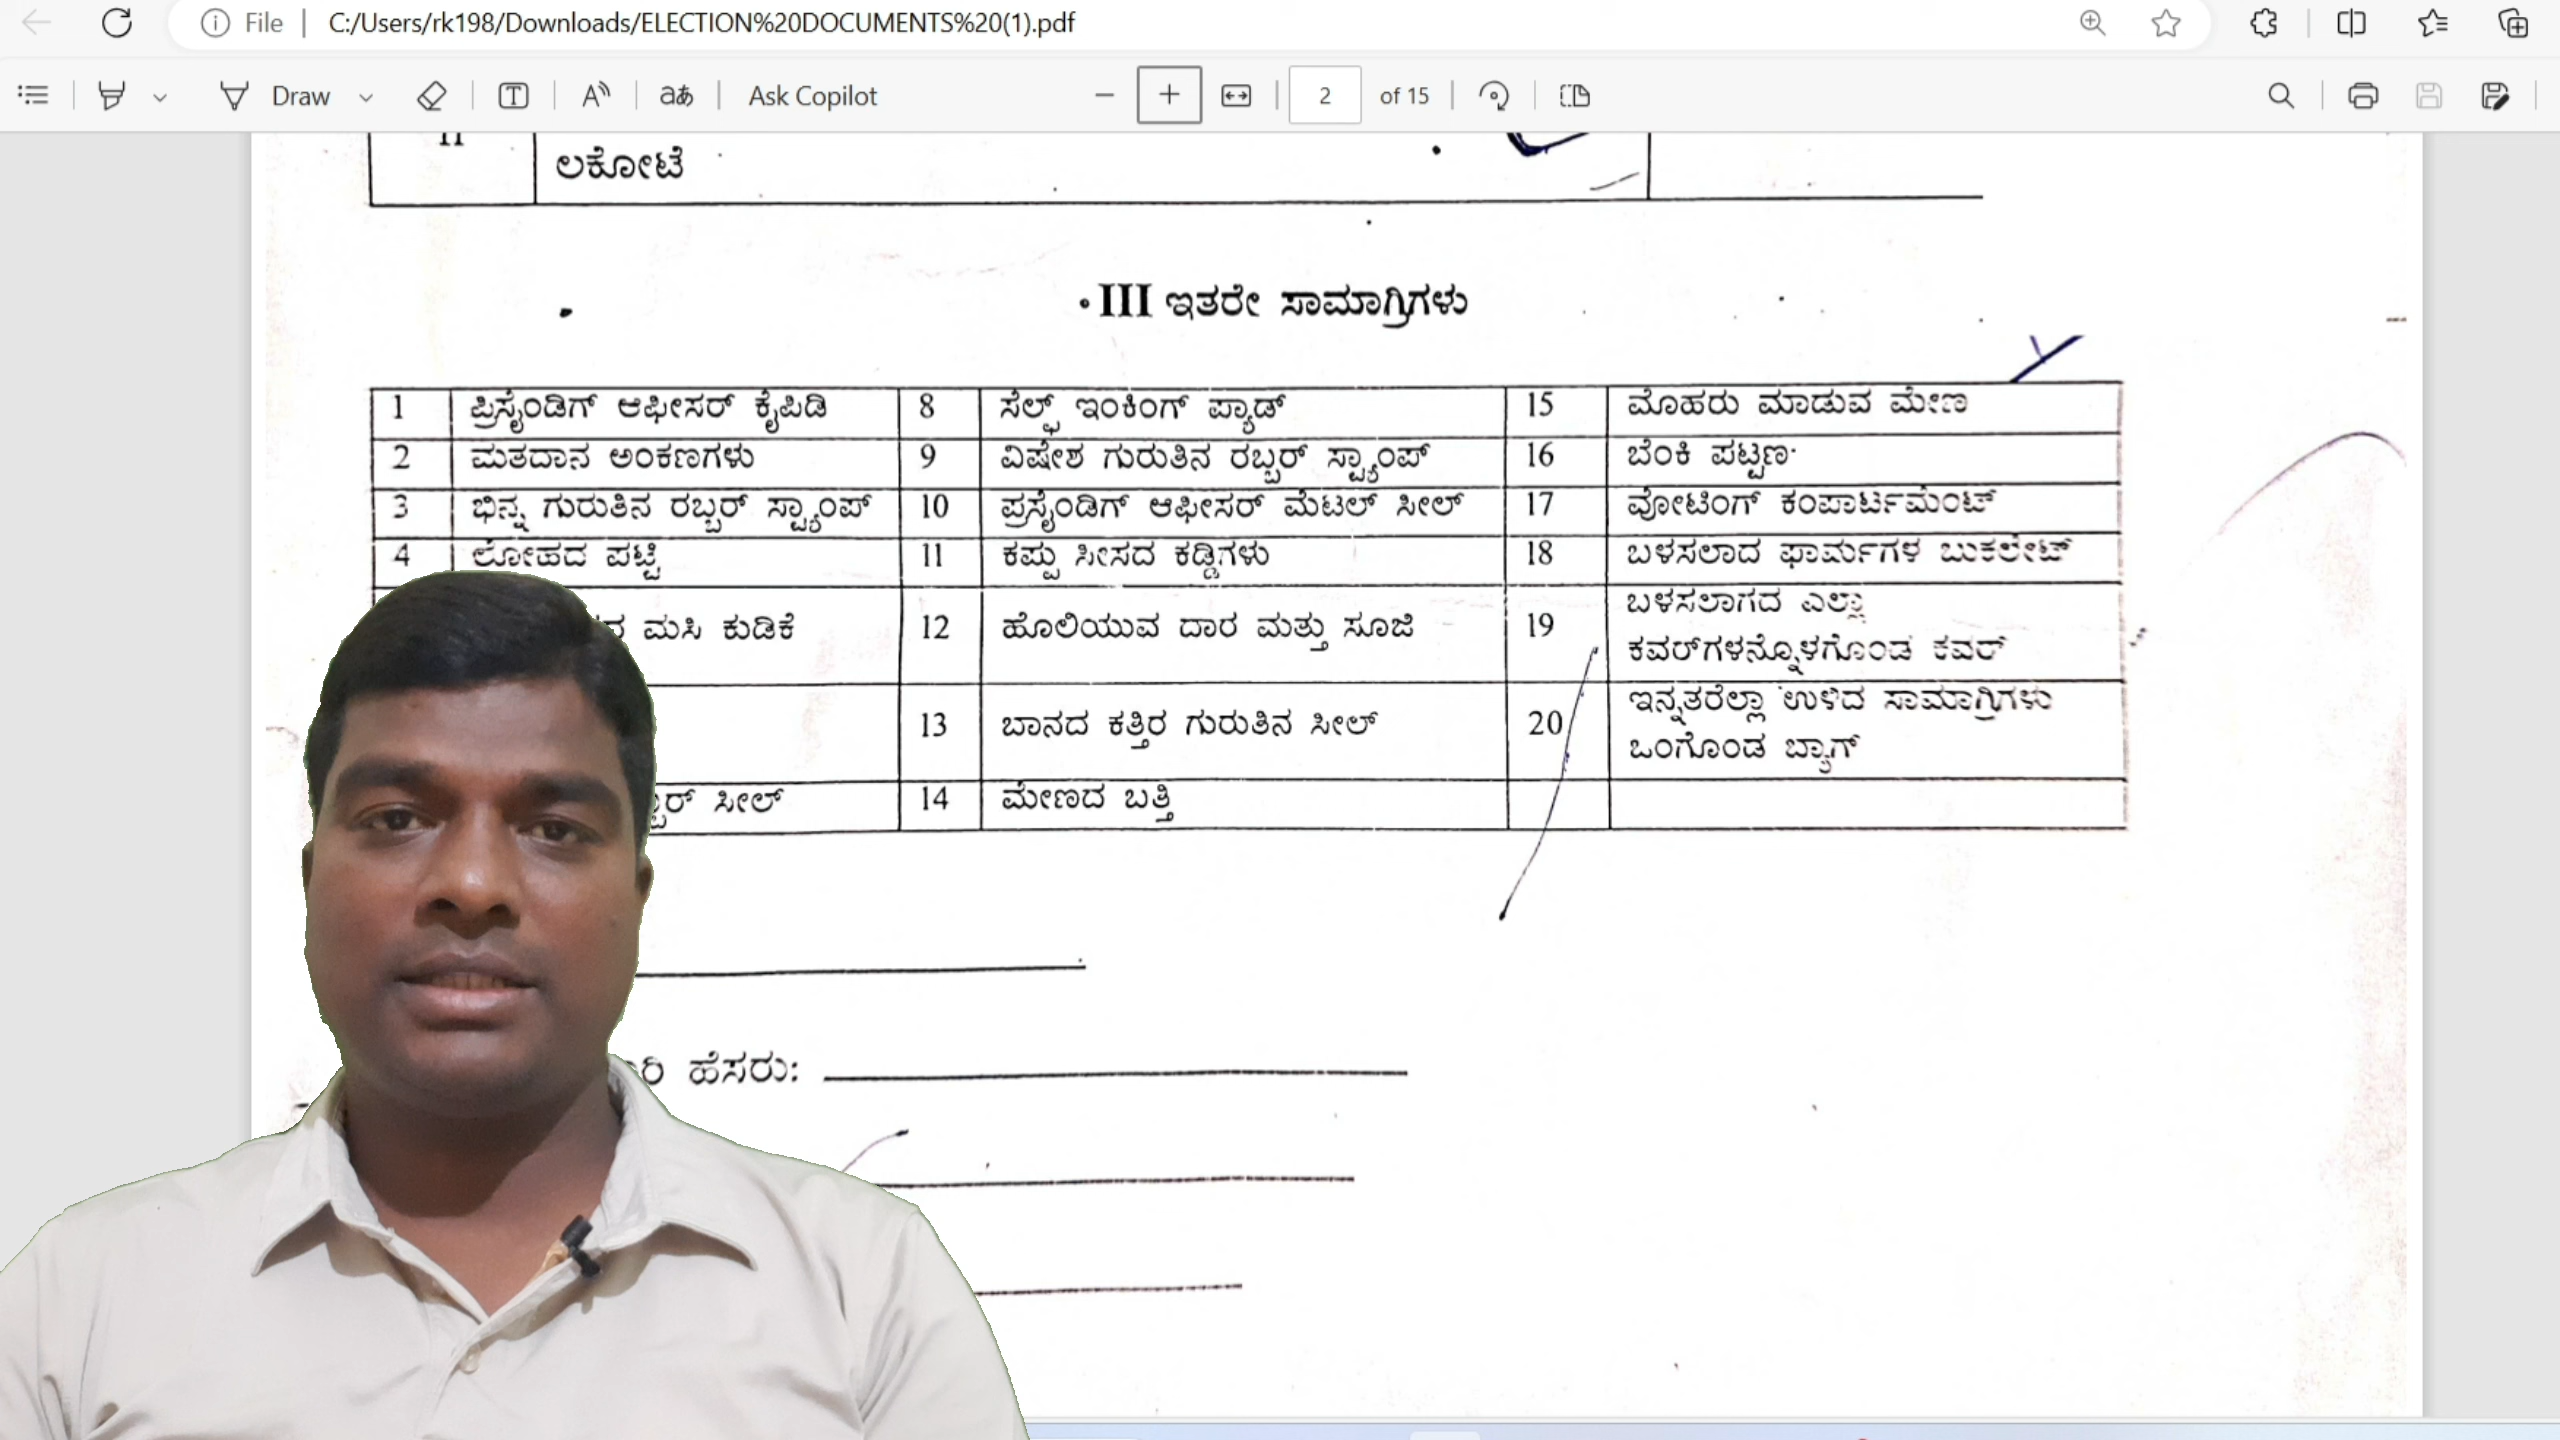 File | C:/Users/rk198/Downloads/ELECTION%20DOCUMENTS%20(1).pdf
Draw Ask Copilot 2 of 15
II ಲಕೋಟೆ
III ಇತರೇ ಸಾಮಾಗ್ರಿಗಳು
1 ಪ್ರಿಸೈಂಡಿಗ್ ಆಫೀಸರ್ ಕೈಪಿಡಿ 8 ಸೆಲ್ಫ್ ಇಂಕಿಂಗ್ ಪ್ಯಾಡ್ 15 ಮೊಹರು ಮಾಡುವ ಮೇಣ
2 ಮತದಾನ ಅಂಕಣಗಳು 9 ವಿಷೇಶ ಗುರುತಿನ ರಬ್ಬರ್ ಸ್ಟ್ಯಾಂಪ್ 16 ಬೆಂಕಿ ಪಟ್ಟಣ
3 ಭಿನ್ನ ಗುರುತಿನ ರಬ್ಬರ್ ಸ್ಟ್ಯಾಂಪ್ 10 ಪ್ರಸೈಂಡಿಗ್ ಆಫೀಸರ್ ಮೆಟಲ್ ಸೀಲ್ 17 ವೋಟಿಂಗ್ ಕಂಪಾರ್ಟಮೆಂಟ್
4 ಲೋಹದ ಪಟ್ಟಿ 11 ಕಪ್ಪು ಸೀಸದ ಕಡ್ಡಿಗಳು 18 ಬಳಸಲಾದ ಫಾರ್ಮಗಳ ಬುಕಲೇಟ್
ಮಸಿ ಕುಡಿಕೆ 12 ಹೊಲಿಯುವ ದಾರ ಮತ್ತು ಸೂಜಿ 19 ಬಳಸಲಾಗದ ಎಲ್ಲಾ
ಕವರ್‌ಗಳನ್ನೊಳಗೊಂಡ ಕವರ್
13 ಬಾನದ ಕತ್ತಿರ ಗುರುತಿನ ಸೀಲ್ 20 ಇನ್ನತರೆಲ್ಲಾ ಉಳಿದ ಸಾಮಾಗ್ರಿಗಳು
ಒಂಗೊಂಡ ಬ್ಯಾಗ್
ಸೀಲ್ 14 ಮೇಣದ ಬತ್ತಿ
ಹೆಸರು: